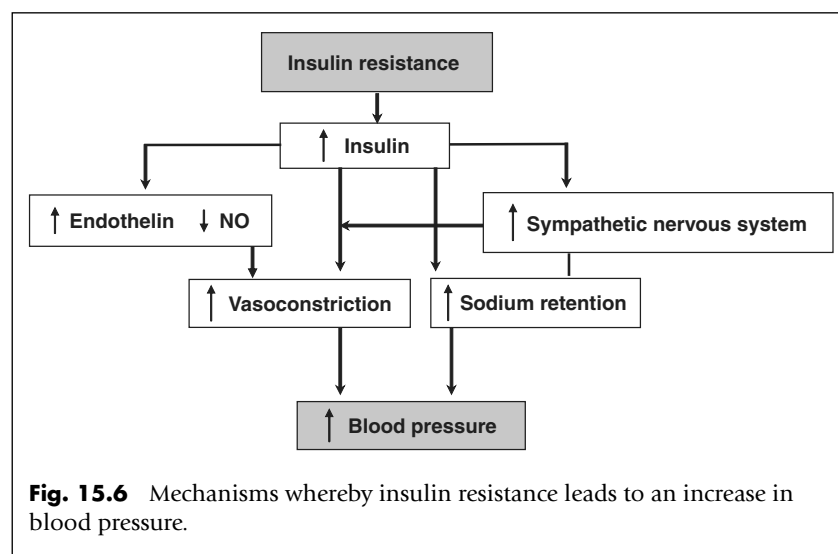 Insulin resistance
↑ Insulin
↑ Endothelin ↓ NO
↑ Sympathetic nervous system
↑ Vasoconstriction
↑ Sodium retention
↑ Blood pressure
Fig. 15.6 Mechanisms whereby insulin resistance leads to an increase in
blood pressure.